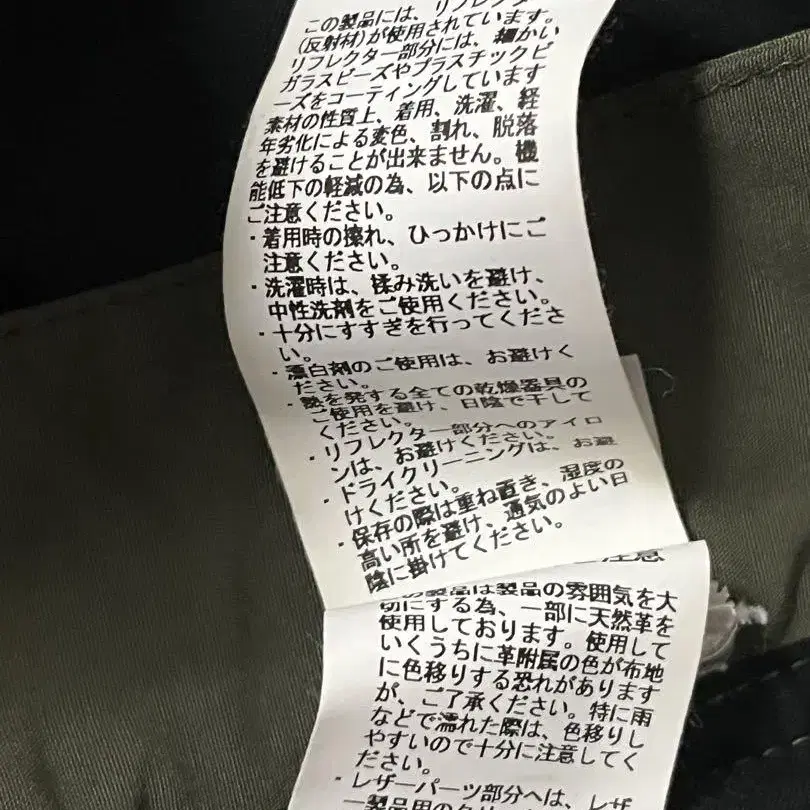 この製品には、リフレクター
(反射材)が使用されています。
リフレクター部分には、細かい
ガラスビーズやプラスチックビ
ーズをコーティングしています
素材の性質上、着用、洗濯、経
年劣化による変色、割れ、脱落
を避けることが出来ません。機
能低下の軽減の為、以下の点に
ご注意ください。
・着用時の擦れ、ひっかけにご
注意ください。
・洗濯時は、揉み洗いを避け、
中性洗剤をご使用ください。
・十分にすすぎを行ってくださ
い。
・漂白剤のご使用は、お避けく
ださい。
・熱を発する全ての乾燥器具の
ご使用を避け、日陰で干して
ください。
・リフレクター部分へのアイロ
ンは、お避けください。
・ドライクリーニングは、お避
けください。
・保存の際は重ね置き、湿度の
高い所を避け、通気のよい日
陰に掛けてください。
ご注意
この製品は製品の雰囲気を大
切にする為、一部に天然革を
使用しております。使用して
いくうちに革附属の色が布地
に色移りする恐れがあります
が、ご了承ください。特に雨
などで濡れた際は、色移りし
やすいので十分に注意してく
ださい。
・レザーパーツ部分へは、レザ
ー製品用のクリ